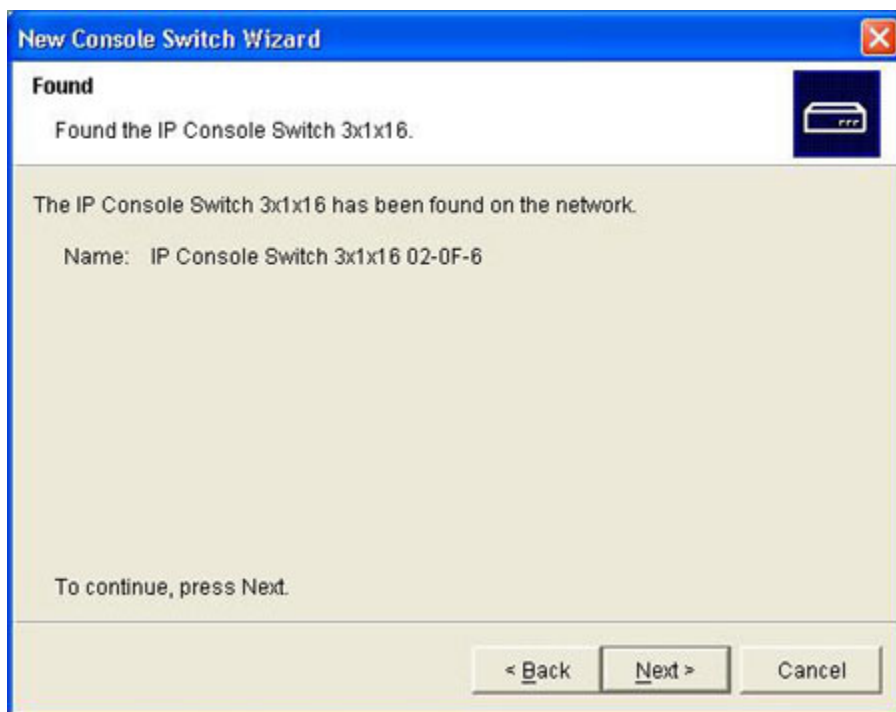 New Console Switch Wizard
Found
Found the IP Console Switch 3x1x16.
The IP Console Switch 3x1x16 has been found on the network.
Name: IP Console Switch 3x1x16 02-0F-6
To continue, press Next.
< Back Next > Cancel